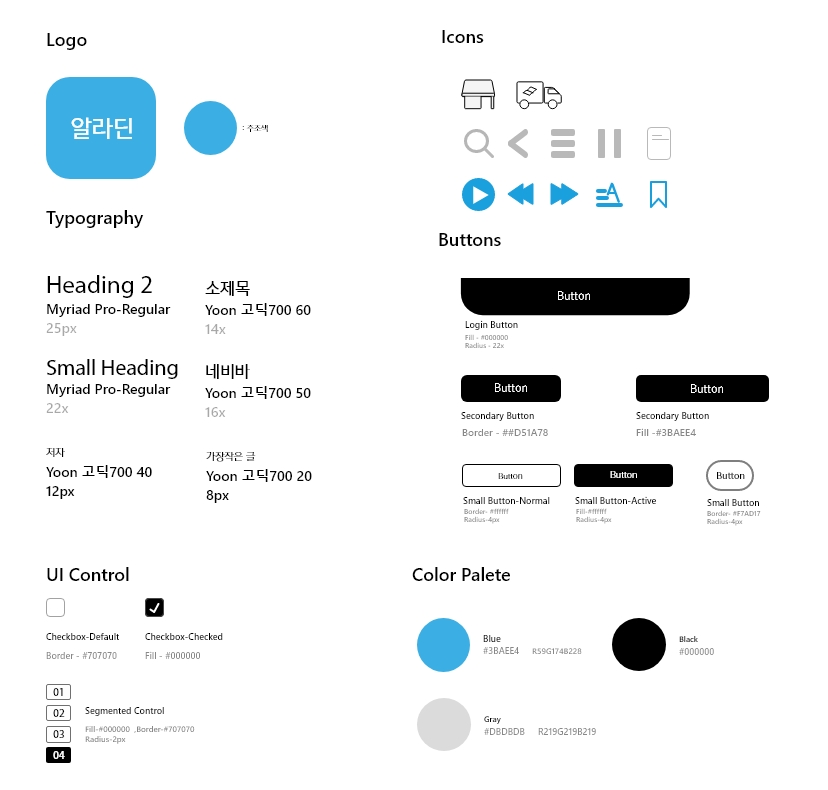 Logo
알라딘
: 주조색
Typography
Heading 2
Myriad Pro-Regular
25px
소제목
Yoon 고딕700 60
14x
Small Heading
Myriad Pro-Regular
22x
네비바
Yoon 고딕700 50
16x
저자
Yoon 고딕700 40
12px
가장작은 글
Yoon 고딕700 20
8px
Icons
A
Buttons
Button
Login Button
Fill - #000000
Radius - 22x
Button
Secondary Button
Border - ##D51A78
Button
Secondary Button
Fill -#3BAEE4
Button
Small Button-Normal
Border- #ffffff
Radius-4px
Button
Small Button-Active
Fill-#ffffff
Radius-4px
Button
Small Button
Border- #F7AD17
Radius-4px
UI Control
Checkbox-Default
Border - #707070
Checkbox-Checked
Fill - #000000
01
02
03
04
Segmented Control
Fill-#000000 ,Border-#707070
Radius-2px
Color Palete
Blue
#3BAEE4 R59G174B228
Black
#000000
Gray
#DBDBDB R219G219B219